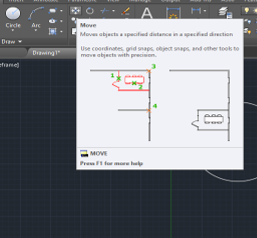 Move
Moves objects a specified distance in a specified direction
Use coordinates, grid snaps, object snaps, and other tools
to move objects with precision.
3
1
2
4
MOVE
Press F1 for more help
Circle
Arc
Draw
Drawing1*
eframe]